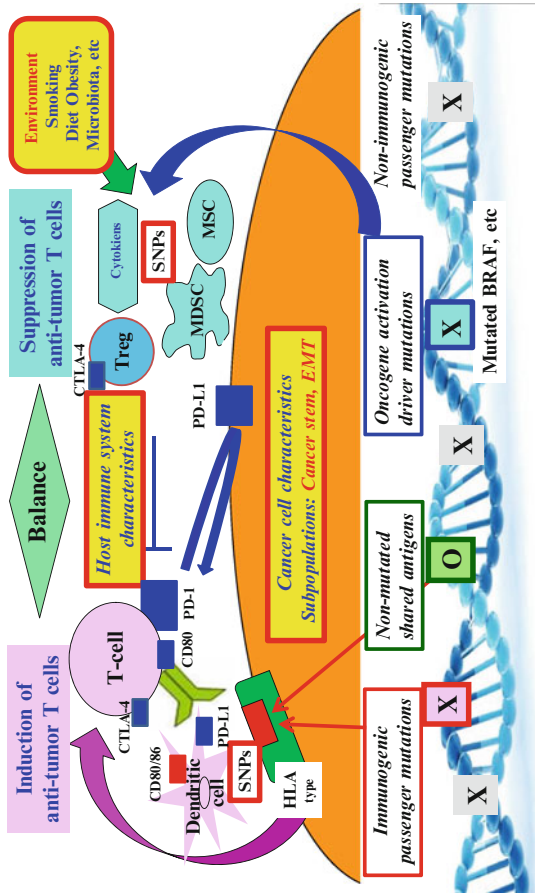 Induction of
anti-tumor T cells
Balance
Suppression of
anti-tumor T cells
Environment
Smoking
Diet Obesity,
Microbiota, etc
CTLA-4
T-cell
CD80
PD-1
Host immune system
characteristics
CTLA-4
Treg
Cytokiens
SNPs
MDSC
MSC
CD80/86
Dendritic
cell
PD-L1
SNPs
HLA
type
PD-L1
Cancer cell characteristics
Subpopulations: Cancer stem, EMT
Immunogenic
passenger mutations
Non-mutated
shared antigens
Oncogene activation
driver mutations
Non-immunogenic
passenger mutations
X
X
O
X
X
Mutated BRAF, etc
X